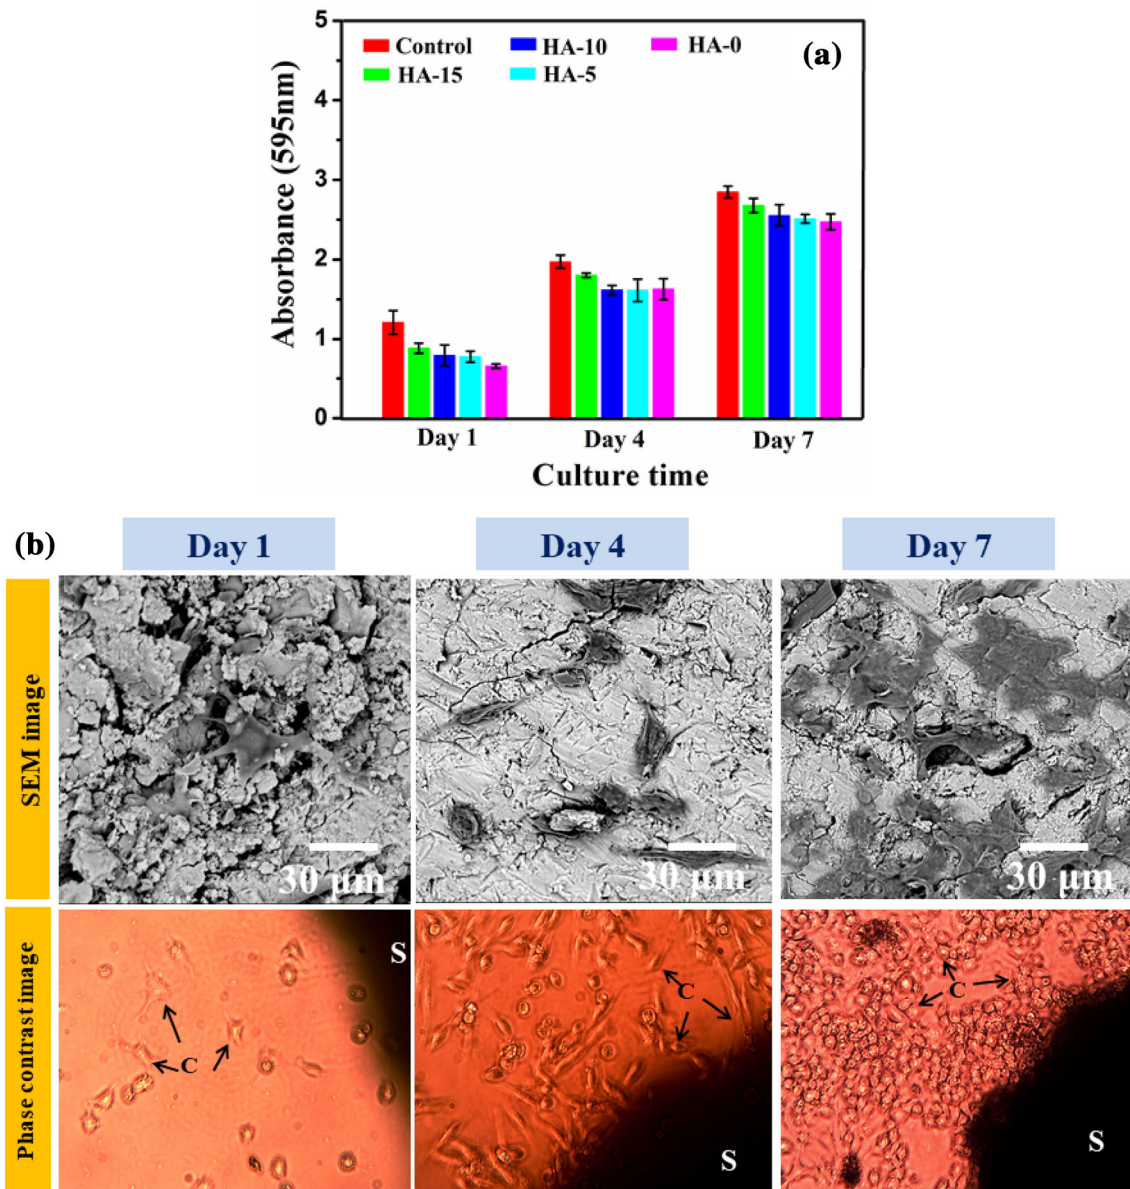 5
4
3
2
1
0
Absorbance (595nm)
Control HA-10 HA-0
HA-15 HA-5
(a)
Day 1 Day 4 Day 7
Culture time
(b)
Day 1 Day 4 Day 7
SEM image
30 μm 30 μm 30 μm
Phase contrast image
S C
C S
C S